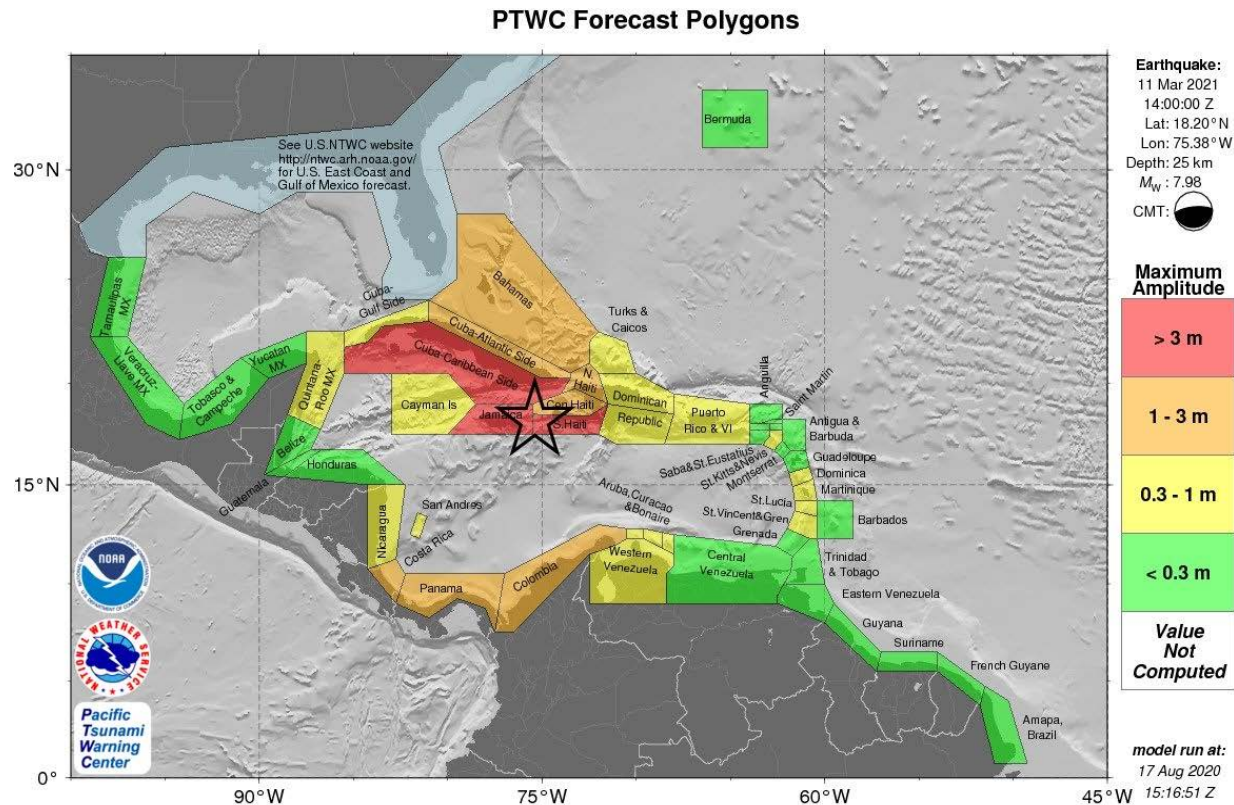 PTWC Forecast Polygons
See U.S.NTWC website
http://ntwc.arh.noaa.gov/
for U.S. East Coast and
Gulf of Mexico forecast.
Bermuda
30°N
15°N
0°
90°W
75°W
60°W
45°W
Tamaulipas
MX
Veracruz-
Llave MX
Tobasco &
Campeche
Yucatan
MX
Quintana-
Roo MX
Belize
Guatemala
Honduras
Nicaragua
San Andres
Costa Rica
Panama
Colombia
Cuba-
Gulf Side
Bahamas
Cuba-Atlantic Side
Cuba-Caribbean Side
Turks &
Caicos
Cayman Is
Jamaica
N.
Haiti
Cen.Haiti
S.Haiti
Dominican
Republic
Puerto
Rico & VI
Anguilla
Saint Martin
Antigua &
Barbuda
Saba&St.Eustatius
St.Kitts&Nevis
Montserrat
Guadeloupe
Dominica
Martinique
St.Lucia
St.Vincent&Gren
Grenada
Barbados
Aruba,Curacao
&Bonaire
Western
Venezuela
Central
Venezuela
Trinidad
& Tobago
Eastern Venezuela
Guyana
Suriname
French Guyane
Amapa,
Brazil
NOAA
NATIONAL WEATHER SERVICE
Pacific
Tsunami
Warning
Center
Earthquake:
11 Mar 2021
14:00:00 Z
Lat: 18.20°N
Lon: 75.38°W
Depth: 25 km
Mw : 7.98
CMT:
Maximum
Amplitude
> 3 m
1 - 3 m
0.3 - 1 m
< 0.3 m
Value
Not
Computed
model run at:
17 Aug 2020
15:16:51 Z